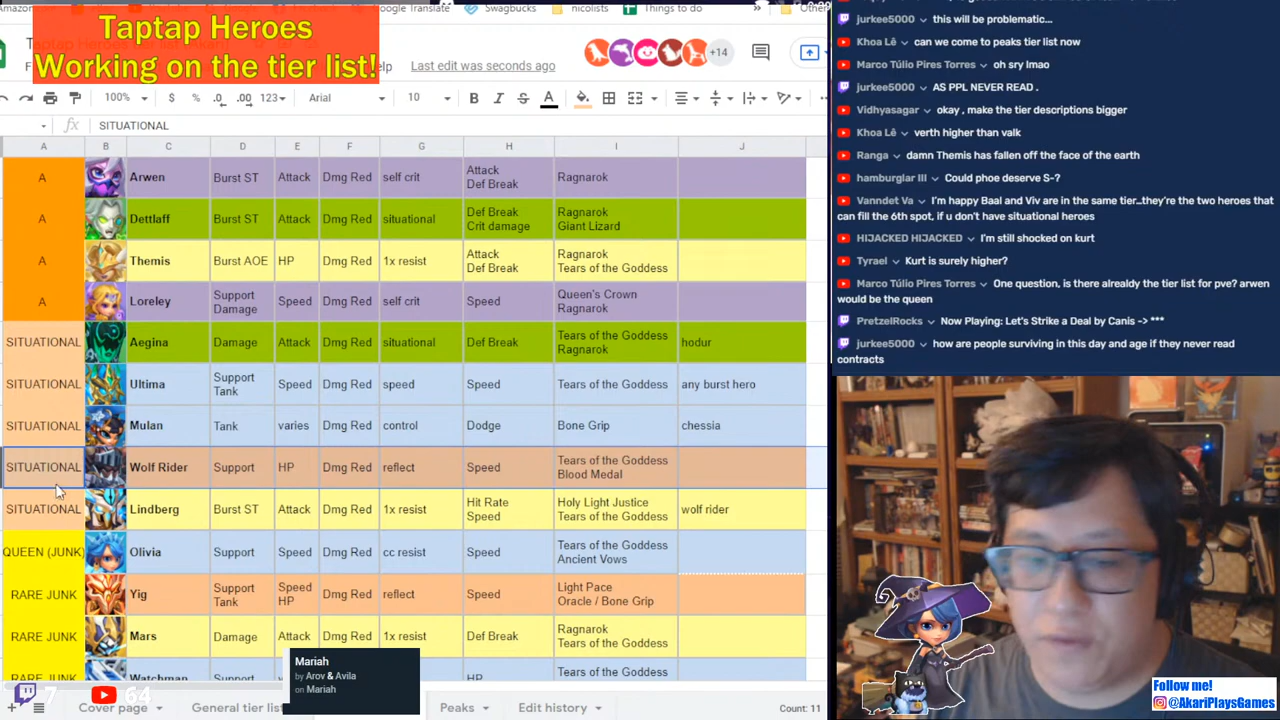 Amazon
Google Translate
Swagbucks
nicolists
Things to do
Taptap Heroes
Working on the tier list!
+14
Last edit was seconds ago
100%
$
%
.0
.00
123
Arial
10
B
I
S
A
fx
SITUATIONAL
A
B
C
D
E
F
G
H
I
J
A Arwen Burst ST Attack Dmg Red self crit Attack Def Break Ragnarok
A Dettlaff Burst ST Attack Dmg Red situational Def Break Crit damage Ragnarok Giant Lizard
A Themis Burst AOE HP Dmg Red 1x resist Attack Def Break Ragnarok Tears of the Goddess
A Loreley Support Damage Speed Dmg Red self crit Speed Queen's Crown Ragnarok
SITUATIONAL Aegina Damage Attack Dmg Red situational Def Break Tears of the Goddess Ragnarok hodur
SITUATIONAL Ultima Support Tank Speed Dmg Red speed Speed Tears of the Goddess any burst hero
SITUATIONAL Mulan Tank varies Dmg Red control Dodge Bone Grip chessia
SITUATIONAL Wolf Rider Support HP Dmg Red reflect Speed Tears of the Goddess Blood Medal
SITUATIONAL Lindberg Burst ST Attack Dmg Red 1x resist Hit Rate Speed Holy Light Justice Tears of the Goddess wolf rider
QUEEN (JUNK) Olivia Support Speed Dmg Red cc resist Speed Tears of the Goddess Ancient Vows
RARE JUNK Yig Support Tank Speed HP Dmg Red reflect Speed Light Pace Oracle / Bone Grip
RARE JUNK Mars Damage Attack Dmg Red 1x resist Def Break Ragnarok Tears of the Goddess
RARE JUNK Watchman Support HP Tears of the Goddess
Mariah
by Arov & Avila
on Mariah
7
64
Cover page
General tier list
Peaks
Edit history
Count: 11
jurkee5000 this will be problematic...
Khoa Lê can we come to peaks tier list now
Marco Túlio Pires Torres oh sry lmao
jurkee5000 AS PPL NEVER READ .
Vidhyasagar okay , make the tier descriptions bigger
Khoa Lê verth higher than valk
Ranga damn Themis has fallen off the face of the earth
hamburglar III Could phoe deserve S-?
Vanndet Va I'm happy Baal and Viv are in the same tier...they're the two heroes that
can fill the 6th spot, if u don't have situational heroes
HIJACKED HIJACKED I'm still shocked on kurt
Tyrael Kurt is surely higher?
Marco Túlio Pires Torres One question, is there alrealdy the tier list for pve? arwen
would be the queen
PretzelRocks Now Playing: Let's Strike a Deal by Canis -> ***
jurkee5000 how are people surviving in this day and age if they never read
contracts
Follow me!
@AkariPlaysGames